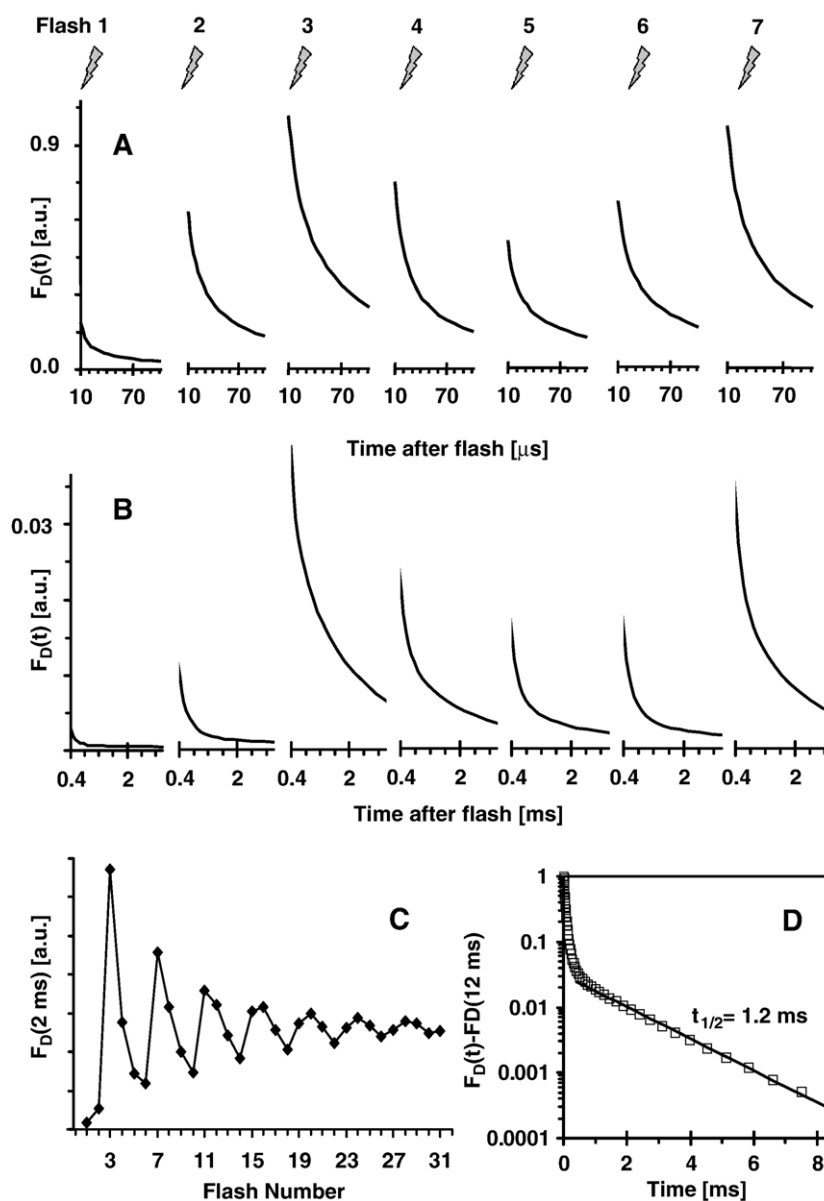 Flash 1 2 3 4 5 6 7
A
0.9
F_D(t) [a.u.]
0.0
10 70 10 70 10 70 10 70 10 70 10 70 10 70
Time after flash [µs]
B
0.03
F_D(t) [a.u.]
0.4 2 0.4 2 0.4 2 0.4 2 0.4 2 0.4 2 0.4 2
Time after flash [ms]
C
F_D(2 ms) [a.u.]
3 7 11 15 19 23 27 31
Flash Number
D
F_D(t)-FD(12 ms)
1
0.1
0.01
0.001
0.0001
t_1/2= 1.2 ms
0 2 4 6 8
Time [ms]